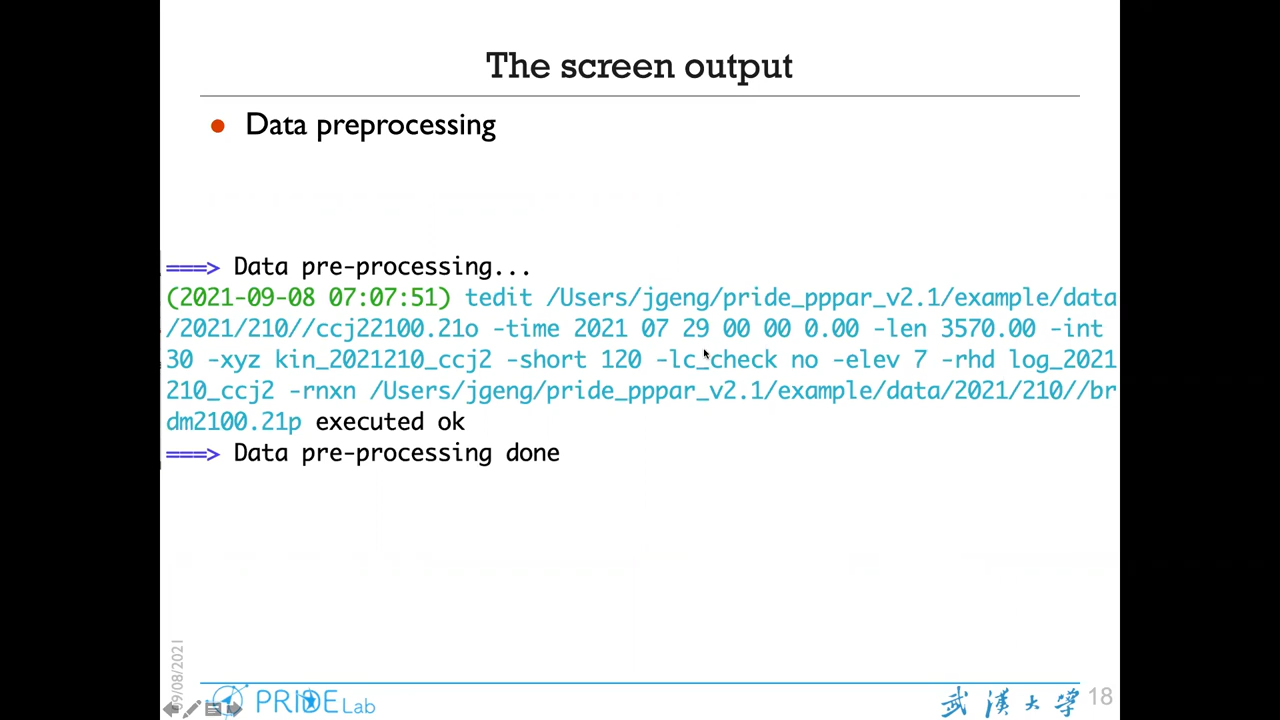 The screen output
● Data preprocessing
===> Data pre-processing...
(2021-09-08 07:07:51) tedit /Users/jgeng/pride_pppar_v2.1/example/data
/2021/210//ccj22100.21o -time 2021 07 29 00 00 0.00 -len 3570.00 -int
30 -xyz kin_2021210_ccj2 -short 120 -lc_check no -elev 7 -rhd log_2021
210_ccj2 -rnxn /Users/jgeng/pride_pppar_v2.1/example/data/2021/210//br
dm2100.21p executed ok
===> Data pre-processing done
09/08/2021
PRIDE Lab
武汉大学
18